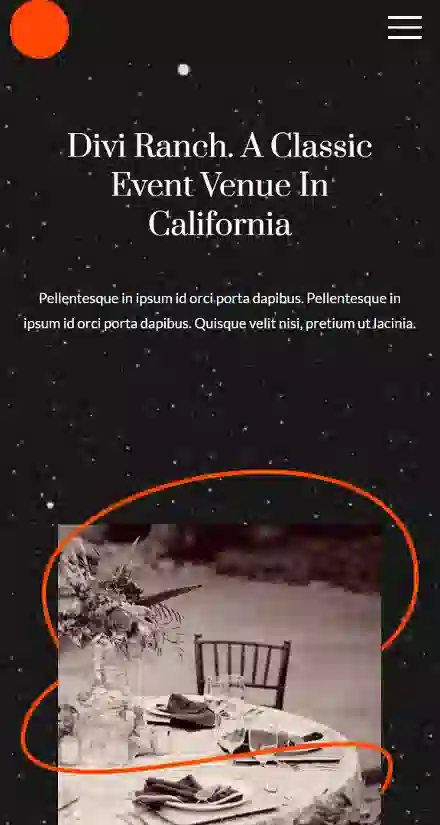 Divi Ranch. A Classic
Event Venue In
California
Pellentesque in ipsum id orci porta dapibus. Pellentesque in
ipsum id orci porta dapibus. Quisque velit nisi, pretium ut lacinia.